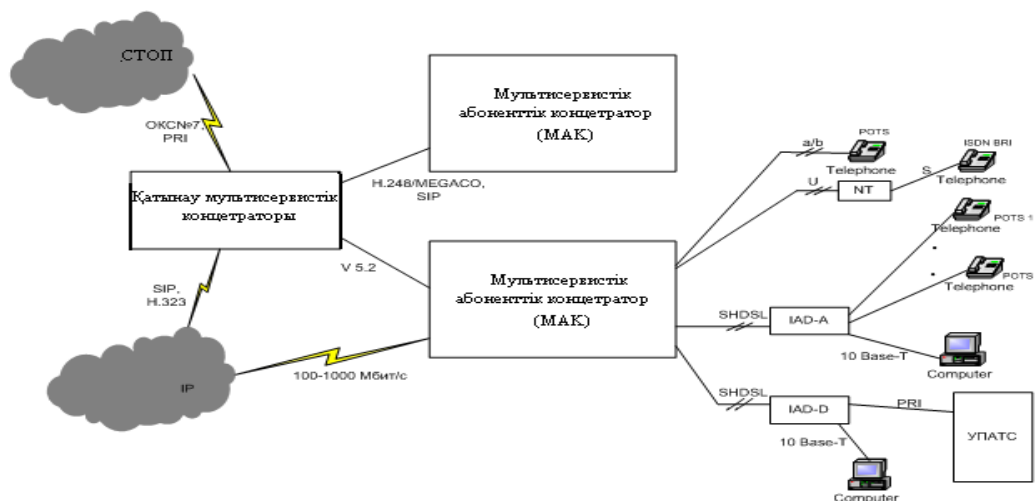 .СТОП
ОКС№7,
PRI
Мультисервистік
абоненттік концетратор
(МАК)
H.248/MEGACO,
SIP
Қатынау мультисервистік
концетраторы
V 5.2
SIP,
H.323
IP
100-1000 Мбит/с
Мультисервистік
абоненттік концетратор
(МАК)
a/b
POTS
Telephone
U
NT
S
ISDN BRI
Telephone
POTS 1
Telephone
POTS
Telephone
SHDSL
IAD-A
10 Base-T
Computer
SHDSL
IAD-D
PRI
УПАТС
10 Base-T
Computer